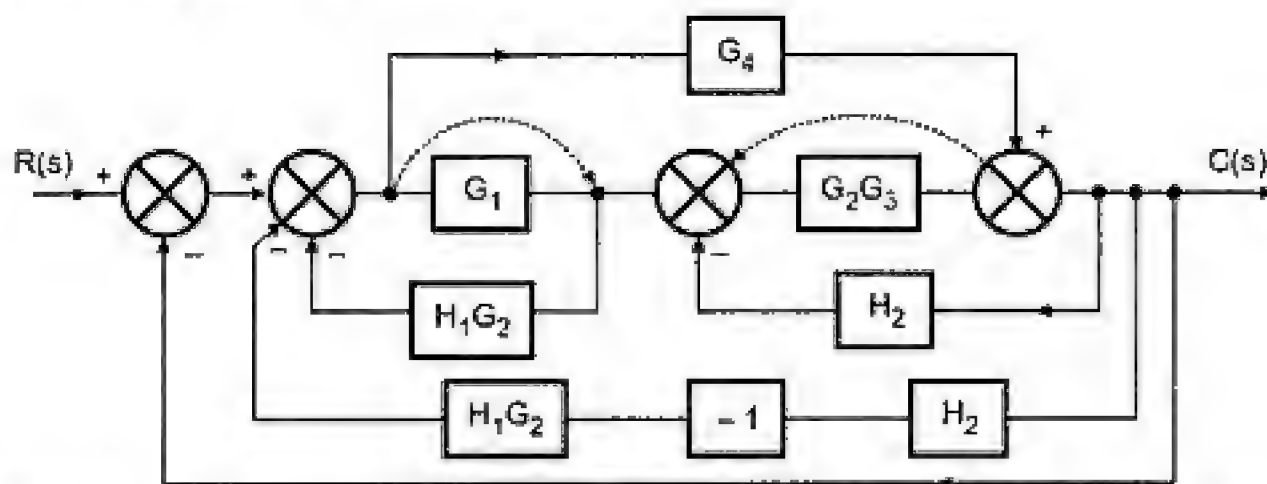 G₄
R(s) + + + C(s)
G₁ G₂G₃
− − − −
H₁G₂ H₂
H₁G₂ − 1 H₂